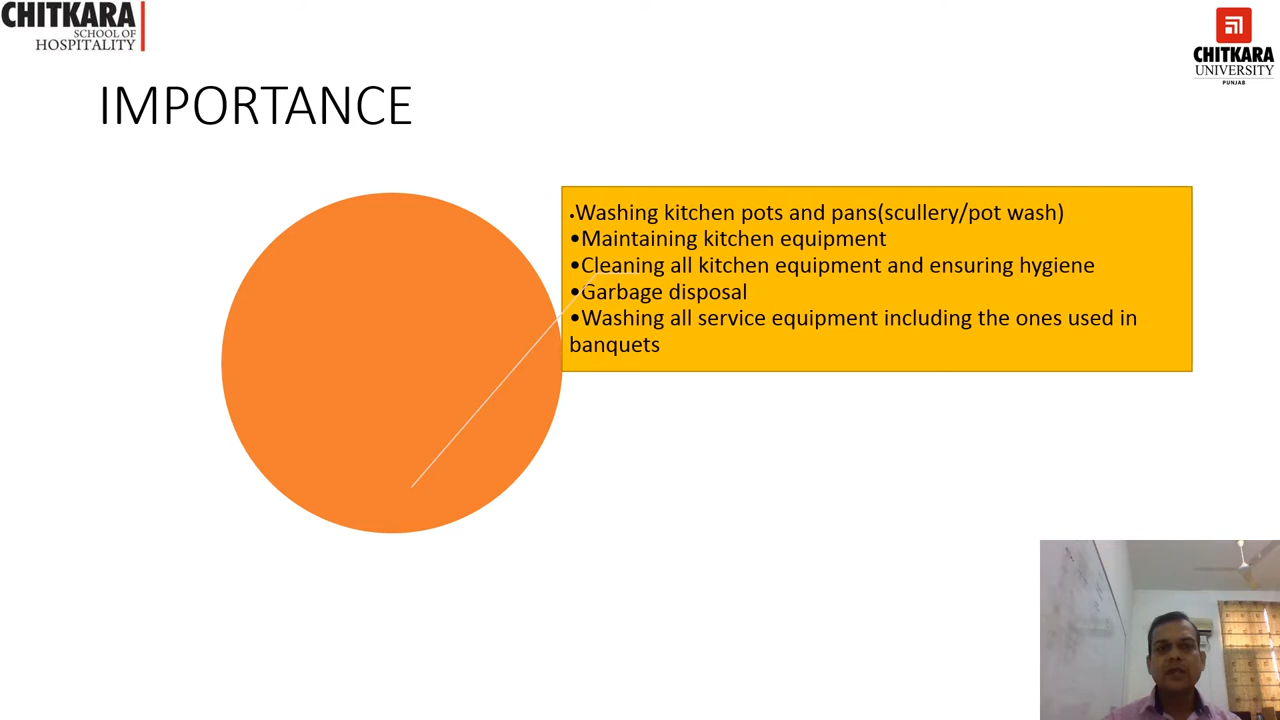 CHITKARA
SCHOOL OF
HOSPITALITY
CHITKARA
UNIVERSITY
PUNJAB
IMPORTANCE
•Washing kitchen pots and pans(scullery/pot wash)
•Maintaining kitchen equipment
•Cleaning all kitchen equipment and ensuring hygiene
•Garbage disposal
•Washing all service equipment including the ones used in
banquets